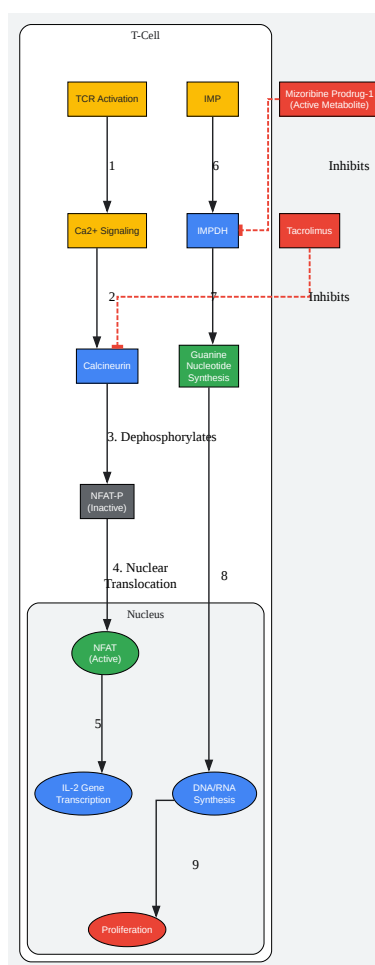 T-Cell
TCR Activation
IMP
Mizoribine Prodrug-1
(Active Metabolite)
1
6
Inhibits
Ca2+ Signaling
IMPDH
Tacrolimus
2
7
Inhibits
Calcineurin
Guanine
Nucleotide
Synthesis
3. Dephosphorylates
NFAT-P
(Inactive)
4. Nuclear
Translocation
8
Nucleus
NFAT
(Active)
5
IL-2 Gene
Transcription
DNA/RNA
Synthesis
9
Proliferation